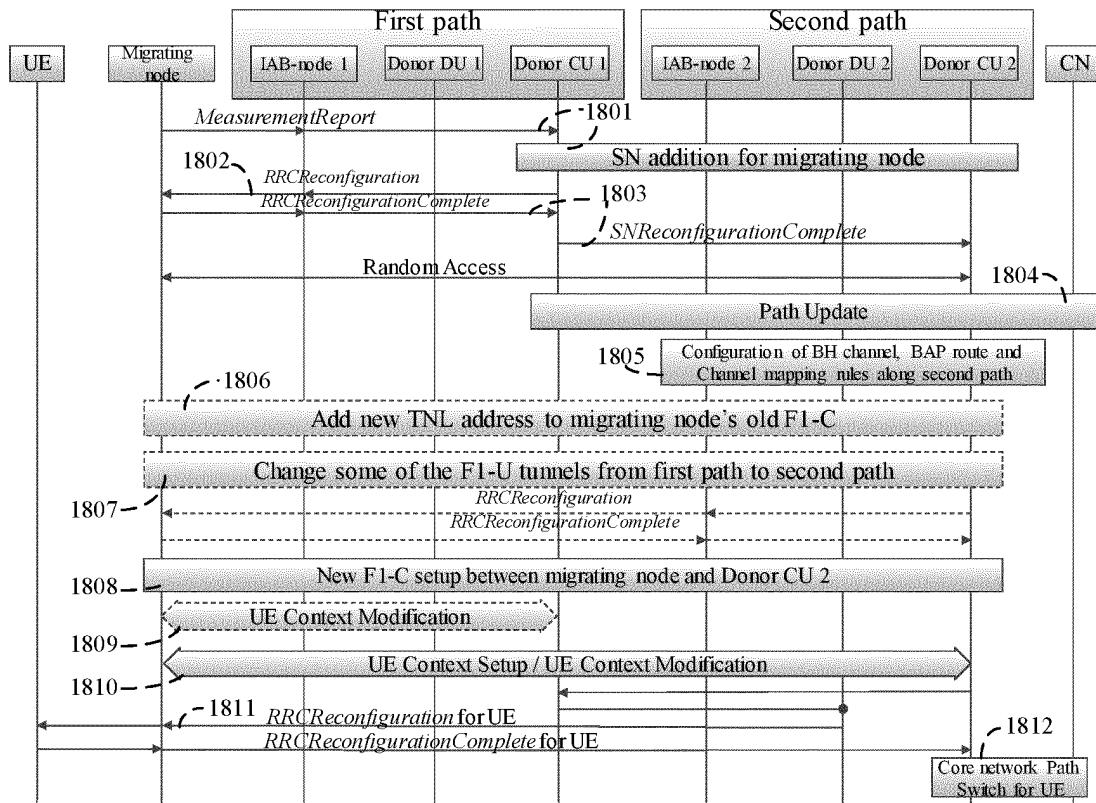 First path
Second path
UE
Migrating
node
IAB-node 1
Donor DU 1
Donor CU 1
IAB-node 2
Donor DU 2
Donor CU 2
CN
MeasurementReport
1801
SN addition for migrating node
1802
RRCReconfiguration
RRCReconfigurationComplete
1803
SNReconfigurationComplete
Random Access
1804
Path Update
1805
Configuration of BH channel, BAP route and
Channel mapping rules along second path
1806
Add new TNL address to migrating node's old F1-C
Change some of the F1-U tunnels from first path to second path
1807
RRCReconfiguration
RRCReconfigurationComplete
New F1-C setup between migrating node and Donor CU 2
1808
UE Context Modification
1809
UE Context Setup / UE Context Modification
1810
1811
RRCReconfiguration for UE
RRCReconfigurationComplete for UE
1812
Core network Path
Switch for UE